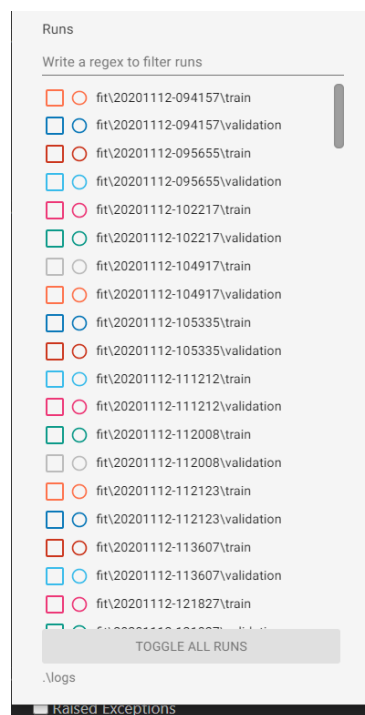 Runs
Write a regex to filter runs
fit\20201112-094157\train
fit\20201112-094157\validation
fit\20201112-095655\train
fit\20201112-095655\validation
fit\20201112-102217\train
fit\20201112-102217\validation
fit\20201112-104917\train
fit\20201112-104917\validation
fit\20201112-105335\train
fit\20201112-105335\validation
fit\20201112-111212\train
fit\20201112-111212\validation
fit\20201112-112008\train
fit\20201112-112008\validation
fit\20201112-112123\train
fit\20201112-112123\validation
fit\20201112-113607\train
fit\20201112-113607\validation
fit\20201112-121827\train
TOGGLE ALL RUNS
.\logs
Raised Exceptions